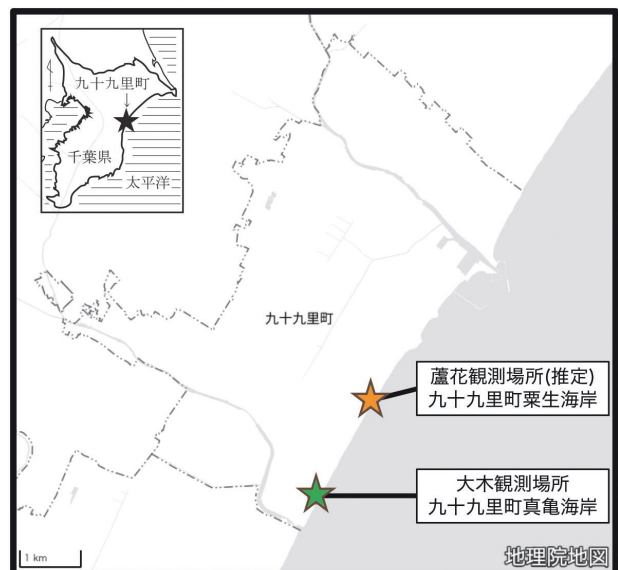 九十九里町
千葉県
太平洋
九十九里町
蘆花観測場所(推定)
九十九里町粟生海岸
大木観測場所
九十九里町真亀海岸
1 km
地理院地図